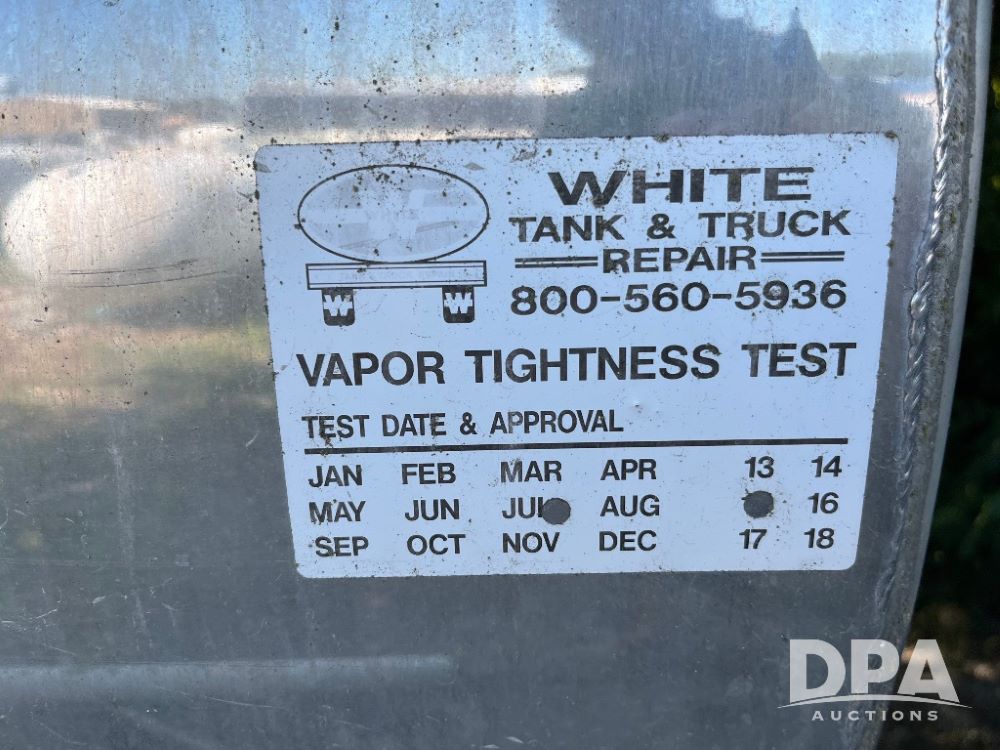 WHITE
TANK & TRUCK
REPAIR
800-560-5936
W W
VAPOR TIGHTNESS TEST
TEST DATE & APPROVAL
JAN FEB MAR APR 13 14
MAY JUN JUL AUG 16
SEP OCT NOV DEC 17 18
DPA
AUCTIONS